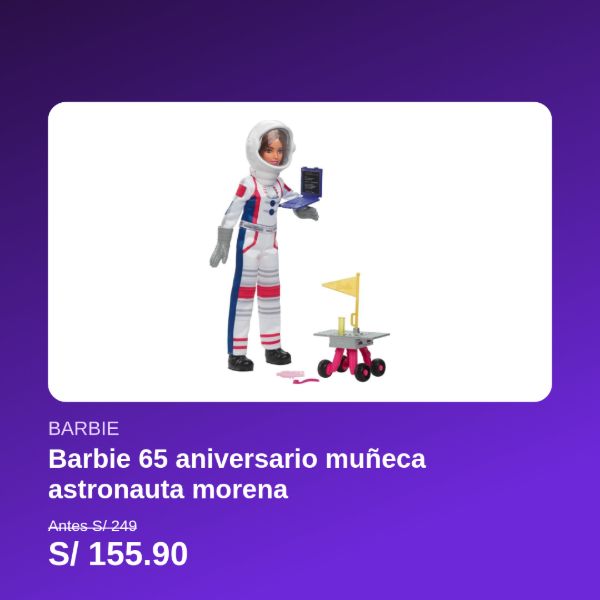 BARBIE
Barbie 65 aniversario muñeca
astronauta morena
Antes S/ 249
S/ 155.90